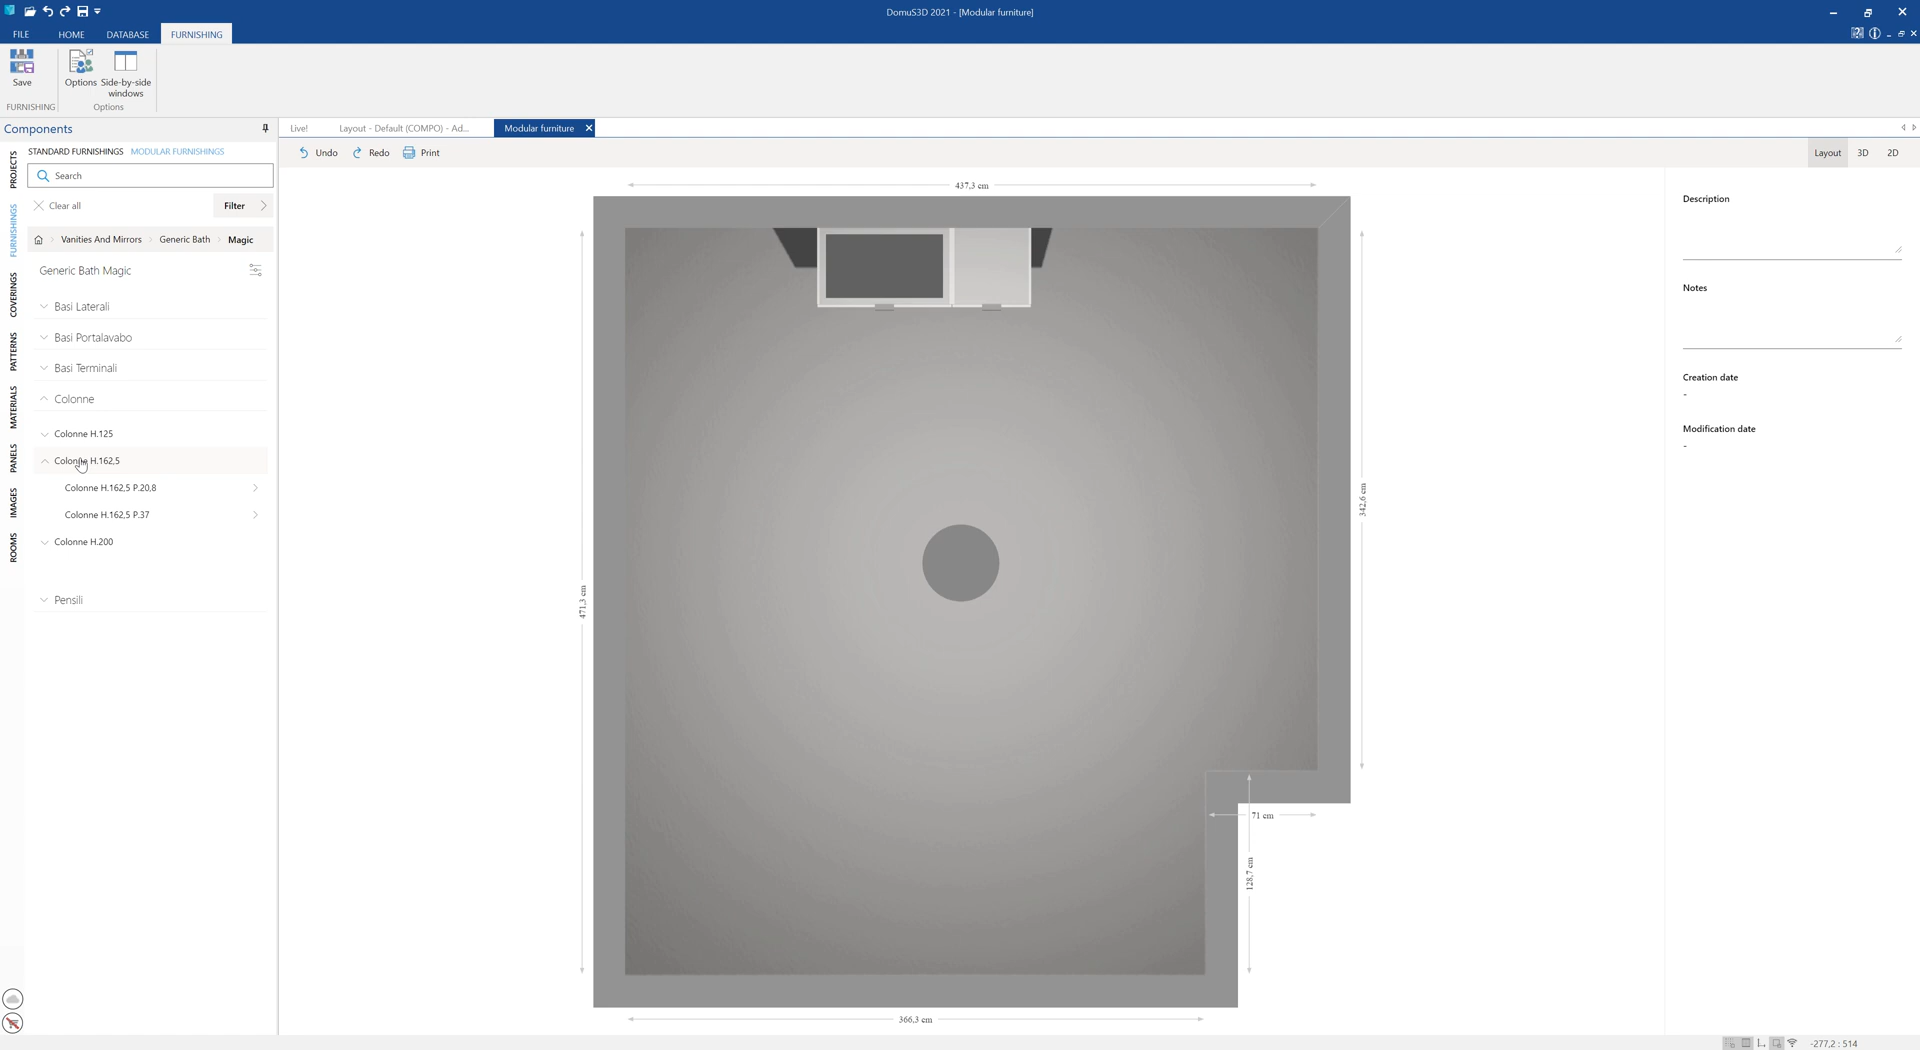 DomuS3D 2021 - [Modular furniture]
FILE HOME DATABASE FURNISHING
Save
Options
Side-by-side
windows
FURNISHING
Options
Components
Live!
Layout - Default (COMPO) - Ad...
Modular furniture
STANDARD FURNISHINGS MODULAR FURNISHINGS
Undo Redo Print
Layout 3D 2D
Search
Clear all
Filter
Vanities And Mirrors Generic Bath Magic
Generic Bath Magic
Basi Laterali
Basi Portalavabo
Basi Terminali
Colonne
Colonne H.125
Colonne H.162,5
Colonne H.162,5 P.20,8
Colonne H.162,5 P.37
Colonne H.200
Pensili
PROJECTS
FURNISHINGS
COVERINGS
PATTERNS
MATERIALS
PANELS
IMAGES
ROOMS
437,3 cm
471,3 cm
342,6 cm
71 cm
128,7 cm
366,3 cm
Description
Notes
Creation date
-
Modification date
-
-277,2 : 514